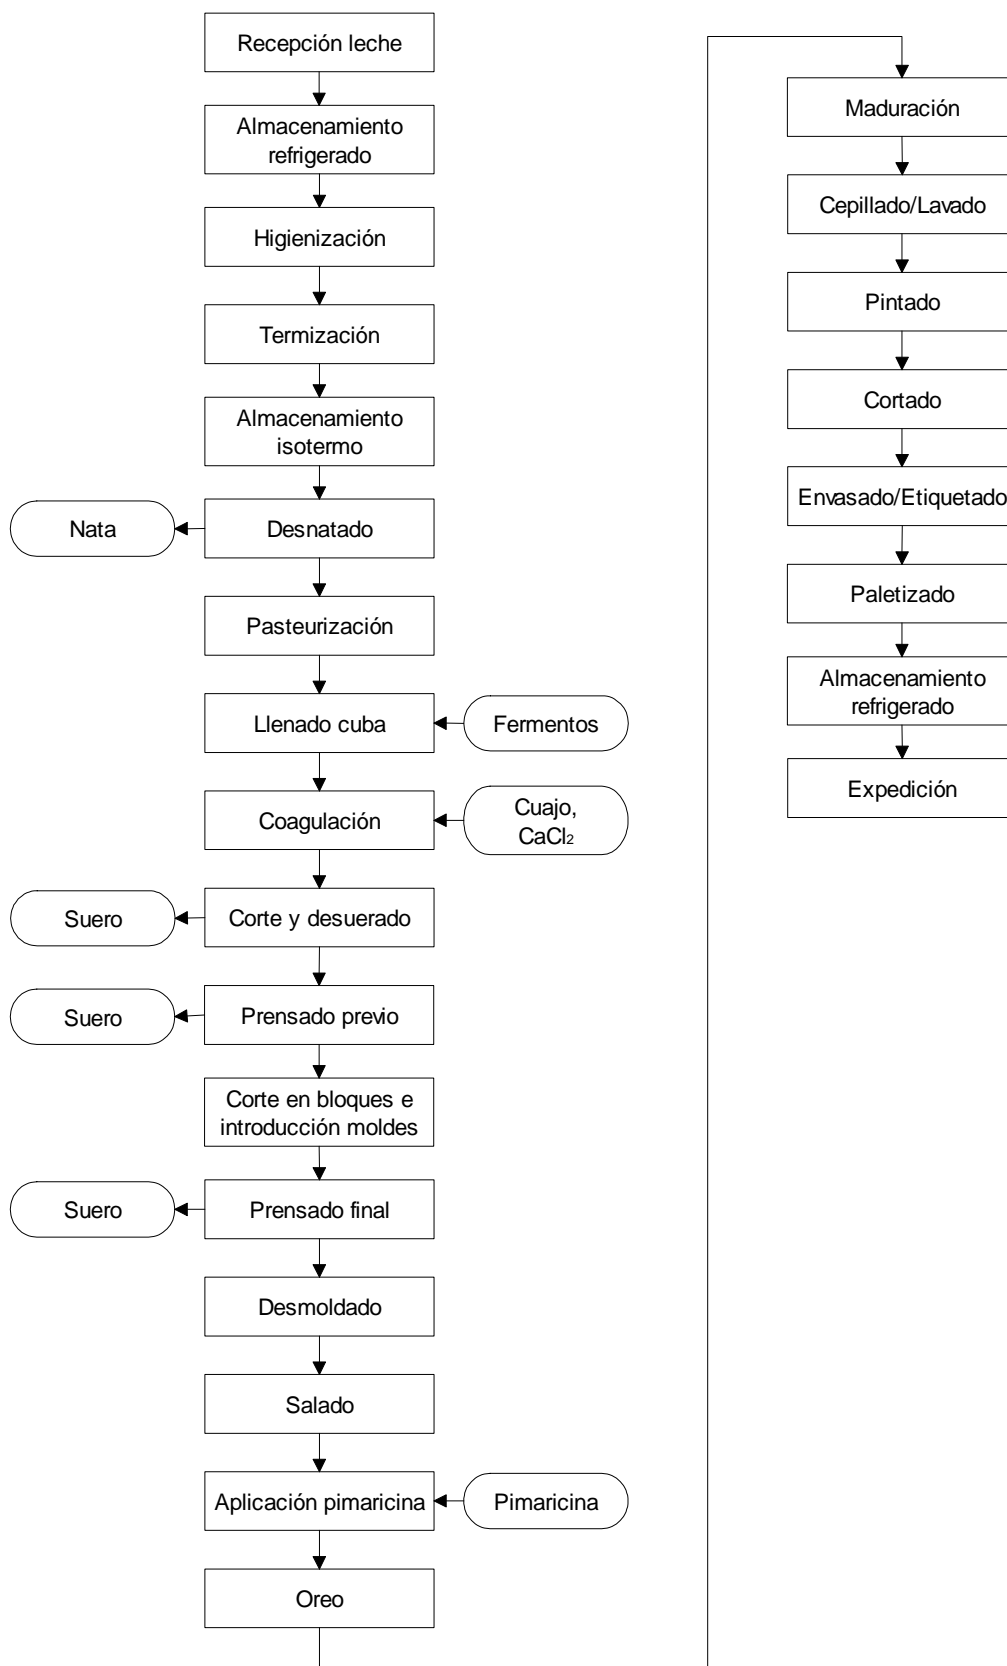 Recepción leche
Almacenamiento
refrigerado
Higienización
Termización
Almacenamiento
isotermo
Nata
Desnatado
Pasteurización
Llenado cuba
Fermentos
Coagulación
Cuajo,
CaCl₂
Suero
Corte y desuerado
Suero
Prensado previo
Corte en bloques e
introducción moldes
Suero
Prensado final
Desmoldado
Salado
Aplicación pimaricina
Pimaricina
Oreo
Maduración
Cepillado/Lavado
Pintado
Cortado
Envasado/Etiquetado
Paletizado
Almacenamiento
refrigerado
Expedición